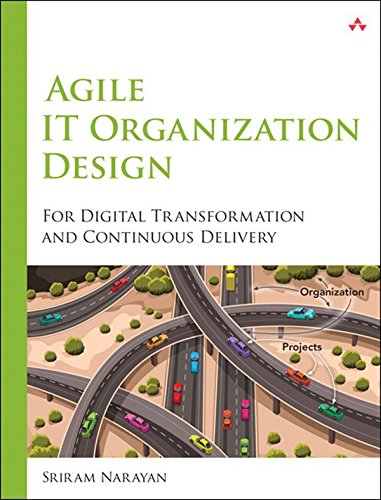 AGILE
IT ORGANIZATION
DESIGN
FOR DIGITAL TRANSFORMATION
AND CONTINUOUS DELIVERY
Organization
Projects
SRIRAM NARAYAN